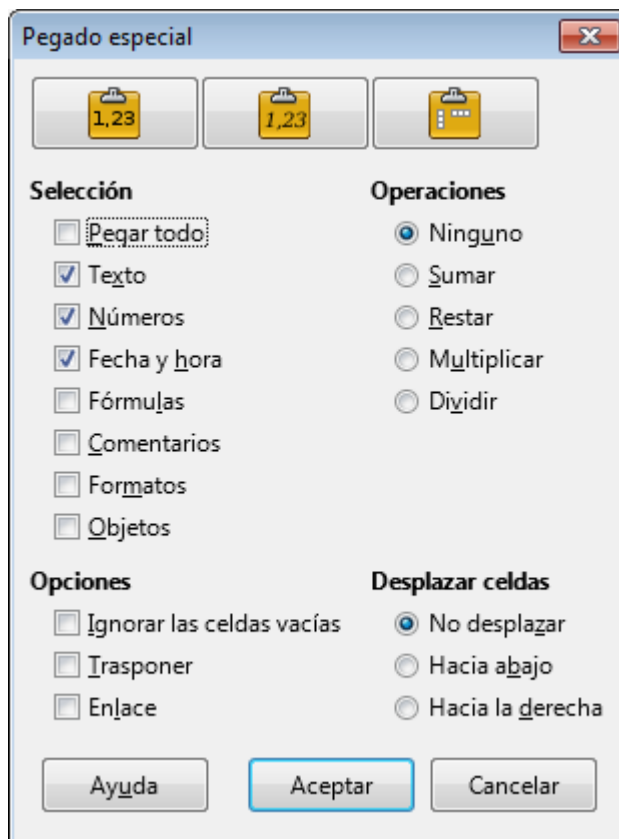 Pegado especial
1,23
1,23
Selección
Pegar todo
Texto
Números
Fecha y hora
Fórmulas
Comentarios
Formatos
Objetos
Operaciones
Ninguno
Sumar
Restar
Multiplicar
Dividir
Opciones
Ignorar las celdas vacías
Trasponer
Enlace
Desplazar celdas
No desplazar
Hacia abajo
Hacia la derecha
Ayuda
Aceptar
Cancelar